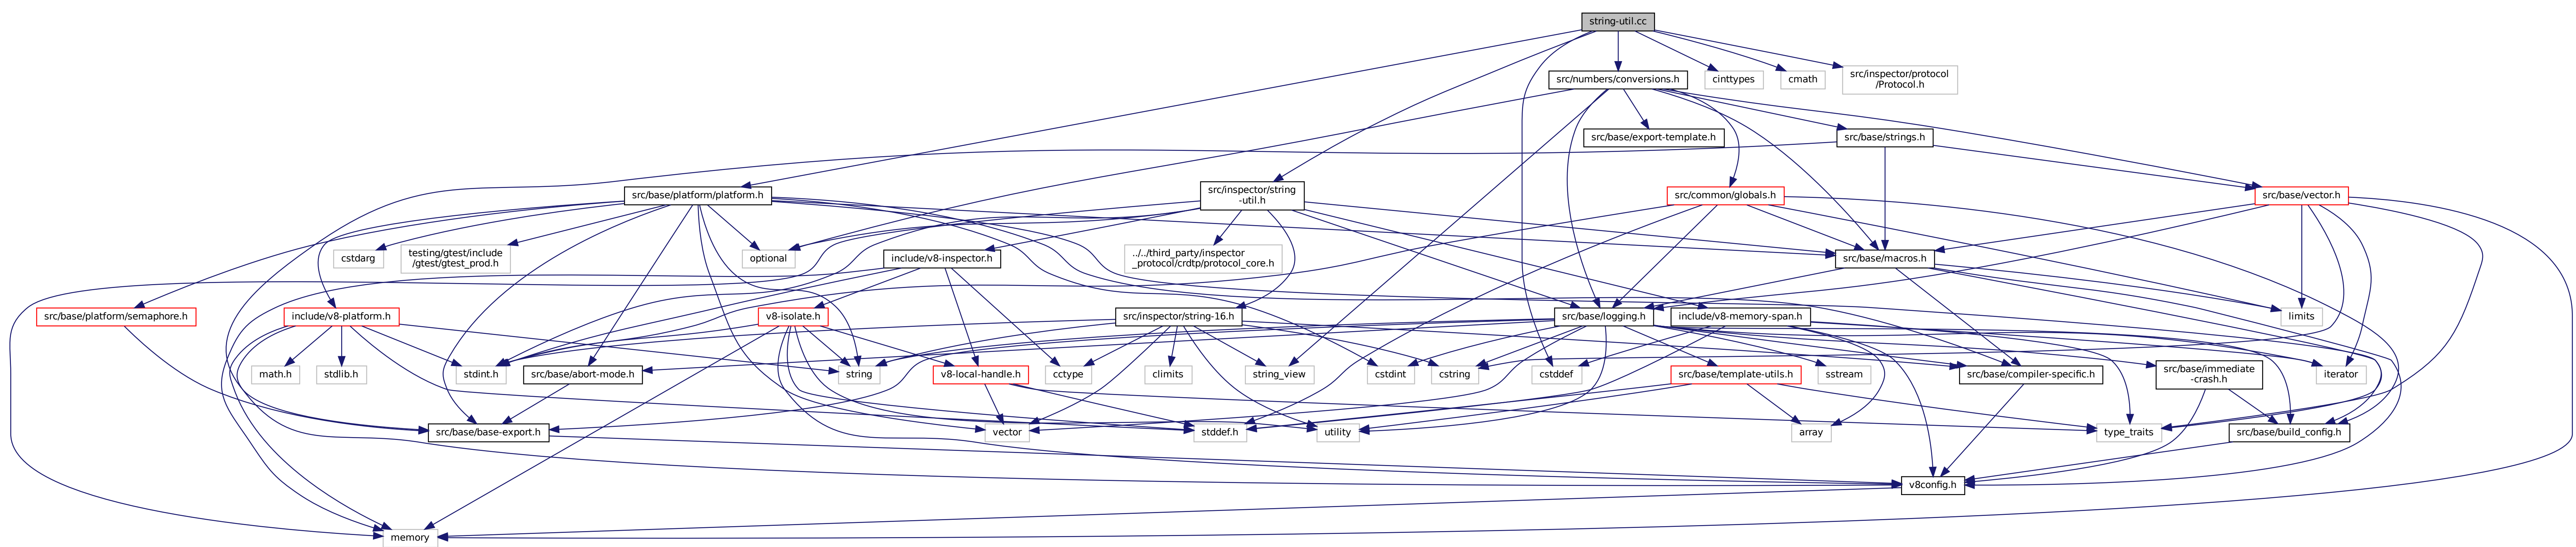 string-util.cc
src/numbers/conversions.h
cinttypes
cmath
src/inspector/protocol
/Protocol.h
src/base/export-template.h
src/base/strings.h
src/base/platform/platform.h
src/inspector/string
-util.h
src/common/globals.h
src/base/vector.h
cstdarg
testing/gtest/include
/gtest/gtest_prod.h
optional
include/v8-inspector.h
../../third_party/inspector
_protocol/crdtp/protocol_core.h
src/base/macros.h
src/base/platform/semaphore.h
include/v8-platform.h
v8-isolate.h
src/inspector/string-16.h
src/base/logging.h
include/v8-memory-span.h
limits
math.h
stdlib.h
stdint.h
src/base/abort-mode.h
string
v8-local-handle.h
cctype
climits
string_view
cstdint
cstring
cstddef
src/base/template-utils.h
sstream
src/base/compiler-specific.h
src/base/immediate
-crash.h
iterator
src/base/base-export.h
vector
stddef.h
utility
array
type_traits
src/base/build_config.h
v8config.h
memory